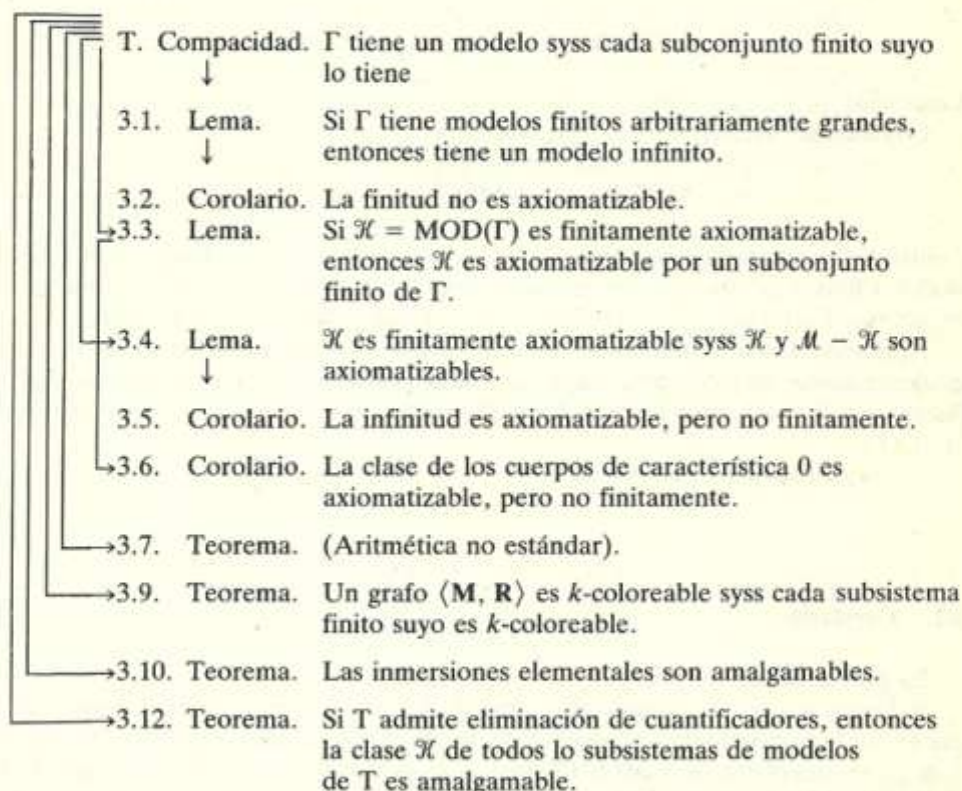 T. Compacidad. Γ tiene un modelo syss cada subconjunto finito suyo
↓ lo tiene
3.1. Lema. Si Γ tiene modelos finitos arbitrariamente grandes,
↓ entonces tiene un modelo infinito.
3.2. Corolario. La finitud no es axiomatizable.
3.3. Lema. Si ℋ = MOD(Γ) es finitamente axiomatizable,
entonces ℋ es axiomatizable por un subconjunto
finito de Γ.
3.4. Lema. ℋ es finitamente axiomatizable syss ℋ y ℳ – ℋ son
↓ axiomatizables.
3.5. Corolario. La infinitud es axiomatizable, pero no finitamente.
3.6. Corolario. La clase de los cuerpos de característica 0 es
axiomatizable, pero no finitamente.
3.7. Teorema. (Aritmética no estándar).
3.9. Teorema. Un grafo ⟨M, R⟩ es k-coloreable syss cada subsistema
finito suyo es k-coloreable.
3.10. Teorema. Las inmersiones elementales son amalgamables.
3.12. Teorema. Si T admite eliminación de cuantificadores, entonces
la clase ℋ de todos lo subsistemas de modelos
de T es amalgamable.